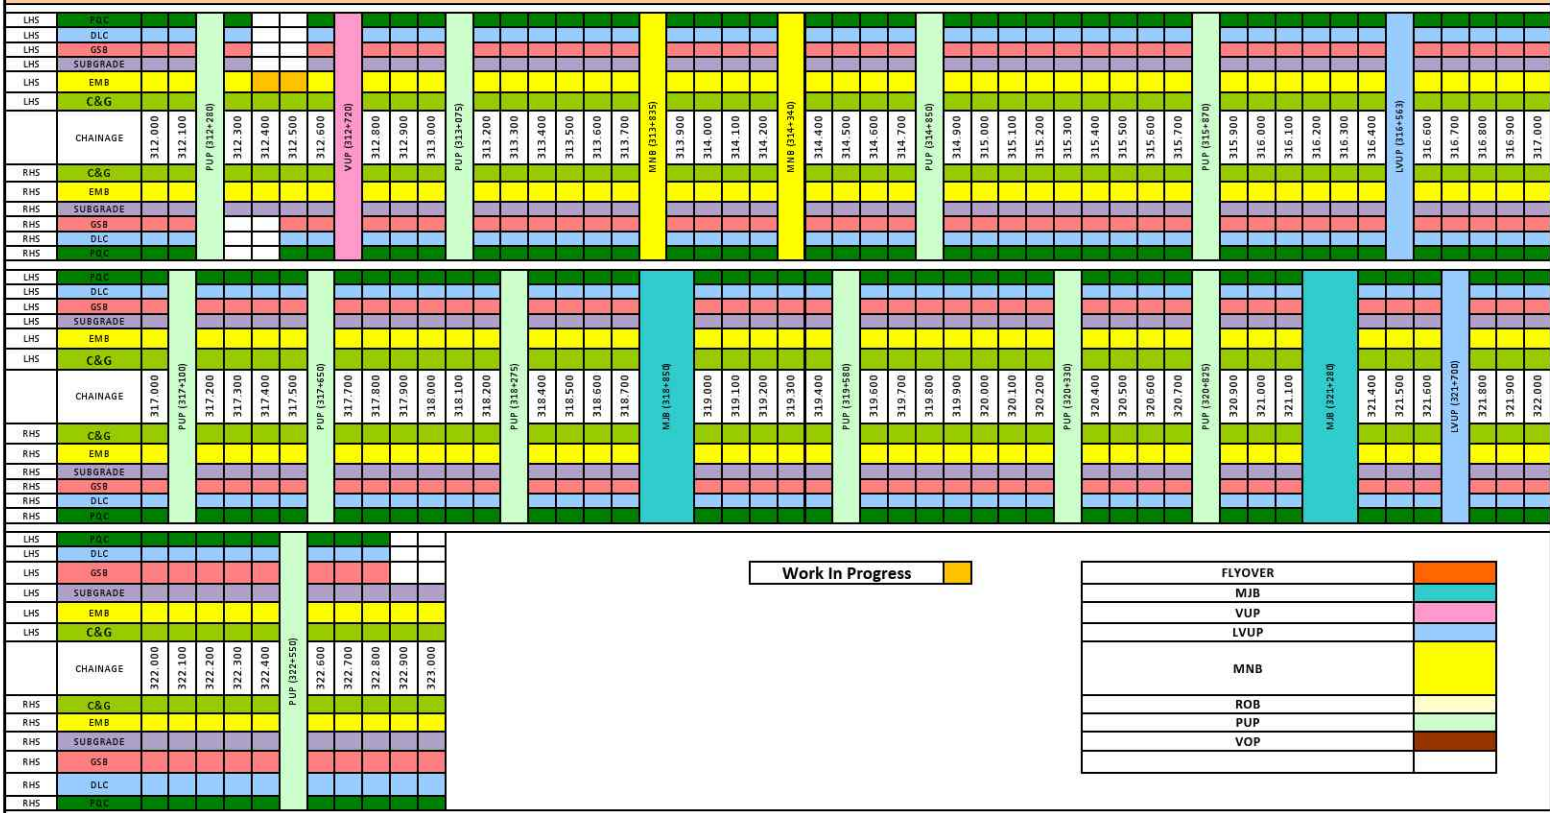 LHS PQC
LHS DLC
LHS GSB
LHS SUBGRADE
LHS EMB
LHS C&G
CHAINAGE 312.000 312.100 PUP (312+280) 312.300 312.400 312.500 312.600 VUP (312+720) 312.800 312.900 313.000 PUP (313+075) 313.200 313.300 313.400 313.500 313.600 313.700 MNB (313+835) 313.900 314.000 314.100 314.200 MNB (314+340) 314.400 314.500 314.600 314.700 PUP (314+850) 314.900 315.000 315.100 315.200 315.300 315.400 315.500 315.600 315.700 PUP (315+870) 315.900 316.000 316.100 316.200 316.300 316.400 LVUP (316+563) 316.600 316.700 316.800 316.900 317.000
RHS C&G
RHS EMB
RHS SUBGRADE
RHS GSB
RHS DLC
RHS PQC
LHS PQC
LHS DLC
LHS GSB
LHS SUBGRADE
LHS EMB
LHS C&G
CHAINAGE 317.000 PUP (317+100) 317.200 317.300 317.400 317.500 PUP (317+650) 317.700 317.800 317.900 318.000 318.100 318.200 PUP (318+275) 318.400 318.500 318.600 318.700 MJB (318+850) 319.000 319.100 319.200 319.300 319.400 PUP (319+580) 319.600 319.700 319.800 319.900 320.000 320.100 320.200 PUP (320+330) 320.400 320.500 320.600 320.700 PUP (320+825) 320.900 321.000 321.100 MJB (321+280) 321.400 321.500 321.600 LVUP (321+700) 321.800 321.900 322.000
RHS C&G
RHS EMB
RHS SUBGRADE
RHS GSB
RHS DLC
RHS PQC
LHS PQC
LHS DLC
LHS GSB
LHS SUBGRADE
LHS EMB
LHS C&G
CHAINAGE 322.000 322.100 322.200 322.300 322.400 PUP (322+550) 322.600 322.700 322.800 322.900 323.000
RHS C&G
RHS EMB
RHS SUBGRADE
RHS GSB
RHS DLC
RHS PQC
Work In Progress
FLYOVER
MJB
VUP
LVUP
MNB
ROB
PUP
VOP